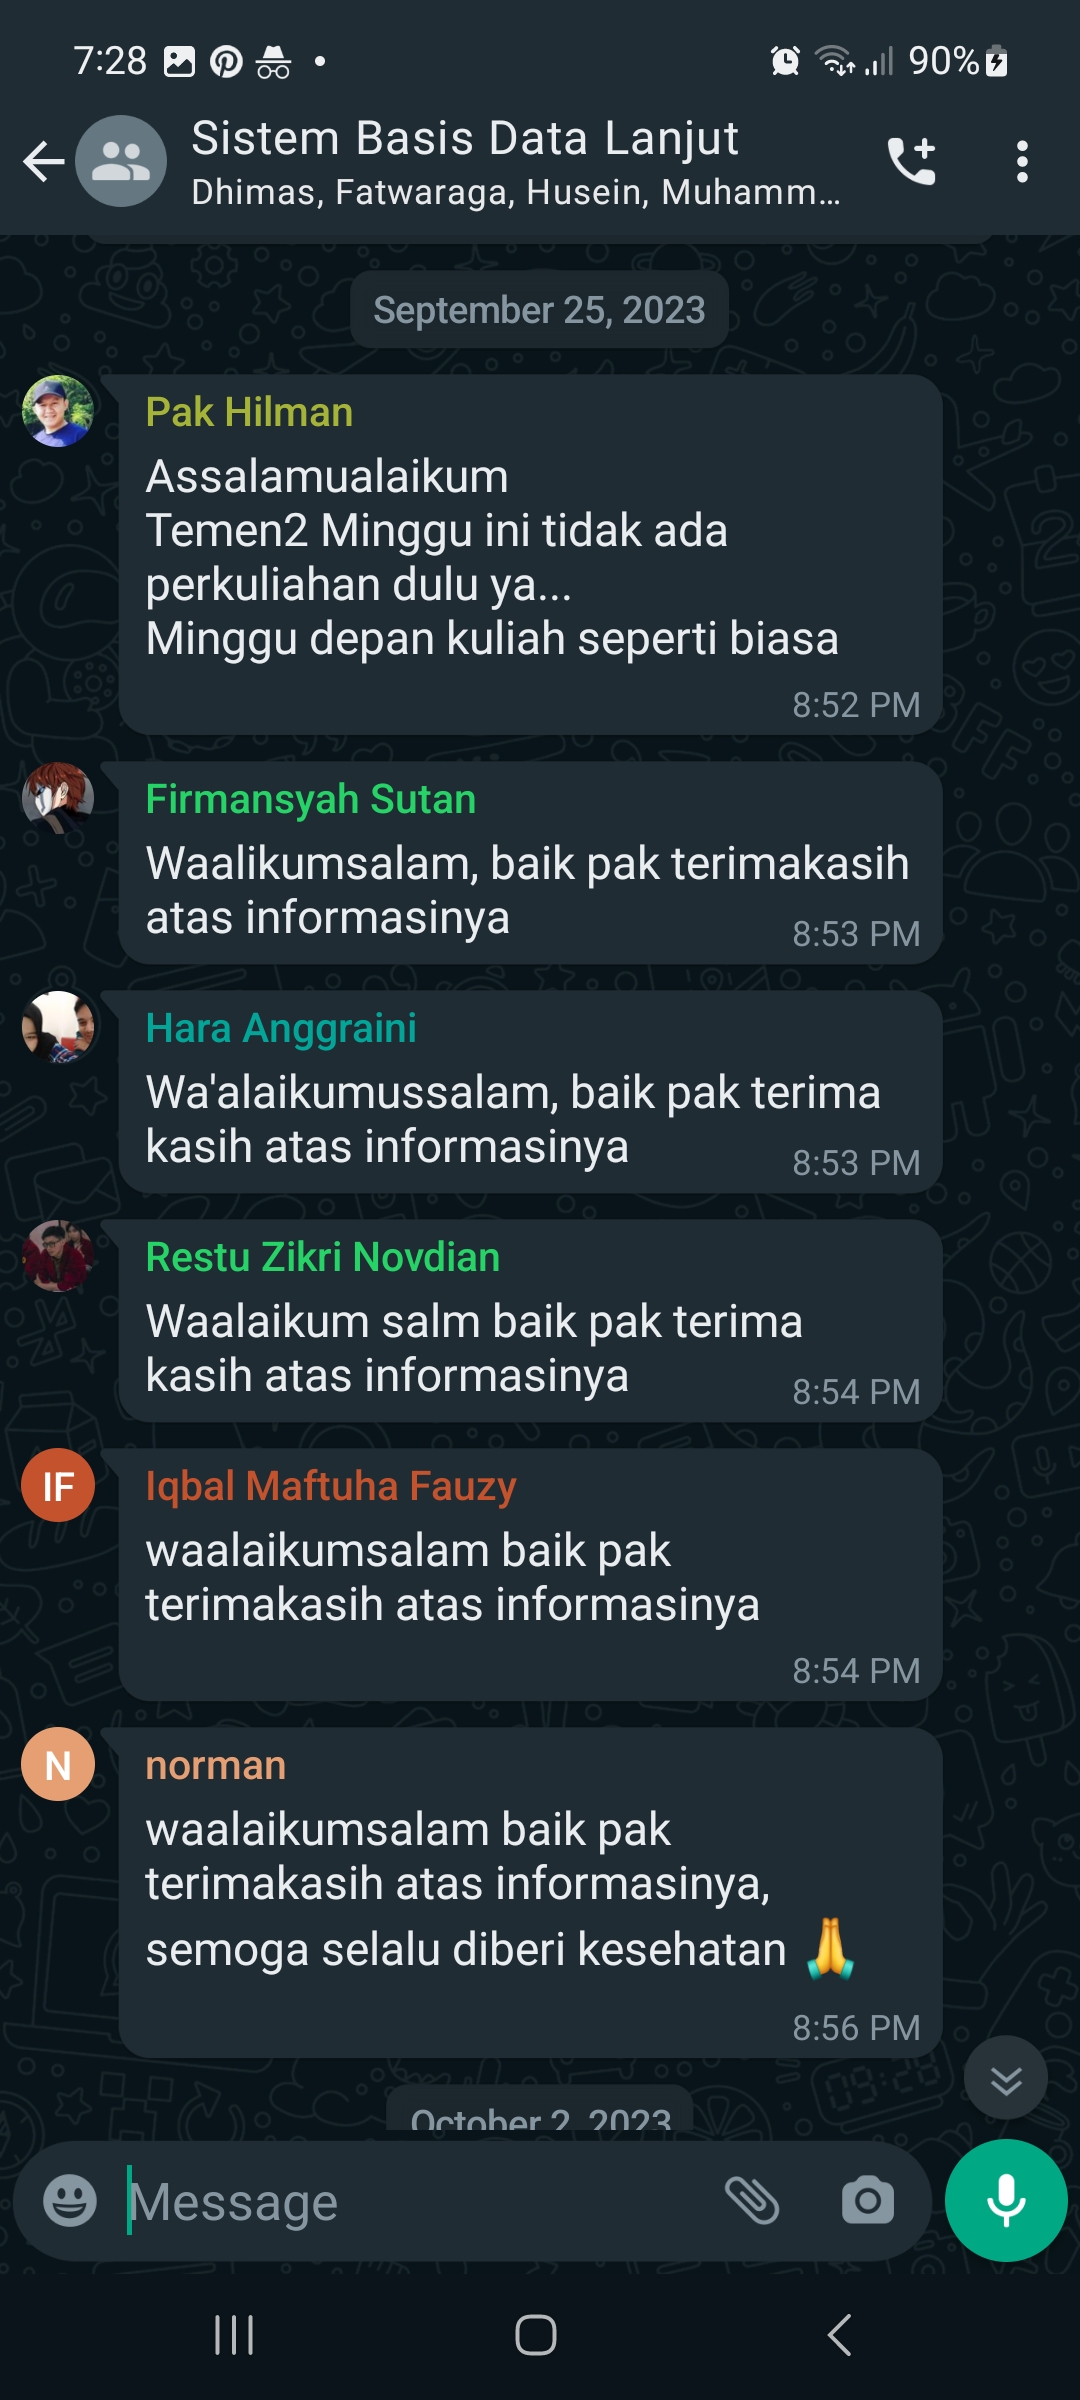 7:28
90%
Sistem Basis Data Lanjut
Dhimas, Fatwaraga, Husein, Muhamm...
September 25, 2023
Pak Hilman
Assalamualaikum
Temen2 Minggu ini tidak ada
perkuliahan dulu ya...
Minggu depan kuliah seperti biasa
8:52 PM
Firmansyah Sutan
Waalikumsalam, baik pak terimakasih
atas informasinya
8:53 PM
Hara Anggraini
Wa'alaikumussalam, baik pak terima
kasih atas informasinya
8:53 PM
Restu Zikri Novdian
Waalaikum salm baik pak terima
kasih atas informasinya
8:54 PM
IF
Iqbal Maftuha Fauzy
waalaikumsalam baik pak
terimakasih atas informasinya
8:54 PM
N
norman
waalaikumsalam baik pak
terimakasih atas informasinya,
semoga selalu diberi kesehatan 🙏
8:56 PM
October 2, 2023
Message